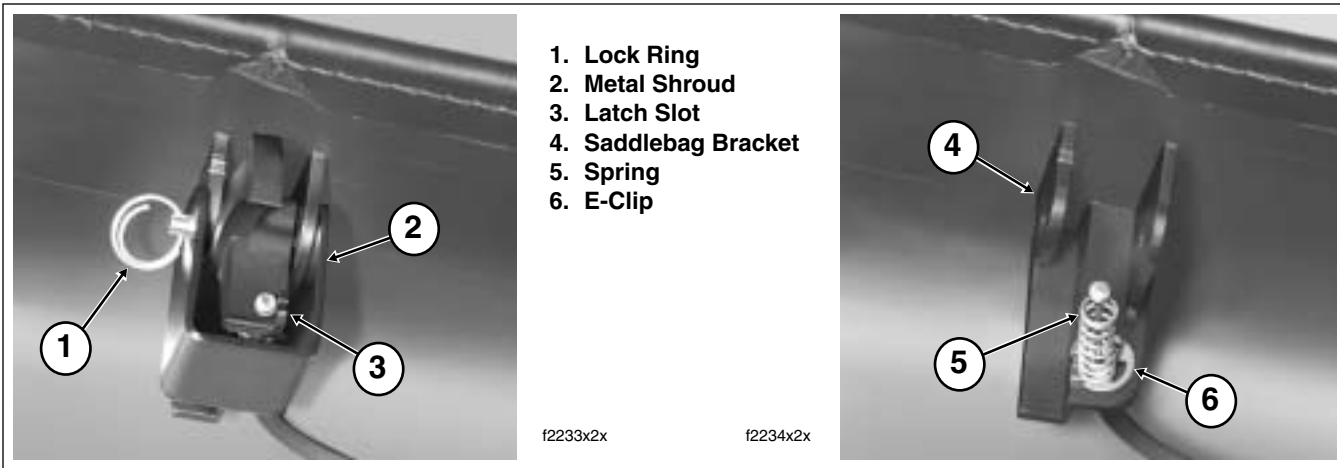 1. Lock Ring
2. Metal Shroud
3. Latch Slot
4. Saddlebag Bracket
5. Spring
6. E-Clip
1
2
3
4
5
6
f2233x2x
f2234x2x